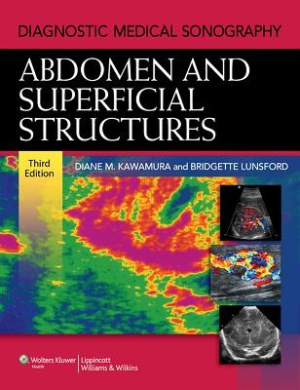 DIAGNOSTIC MEDICAL SONOGRAPHY
ABDOMEN AND
SUPERFICIAL
STRUCTURES
Third
Edition
DIANE M. KAWAMURA and BRIDGETTE LUNSFORD
Wolters Kluwer
Health
Lippincott
Williams & Wilkins